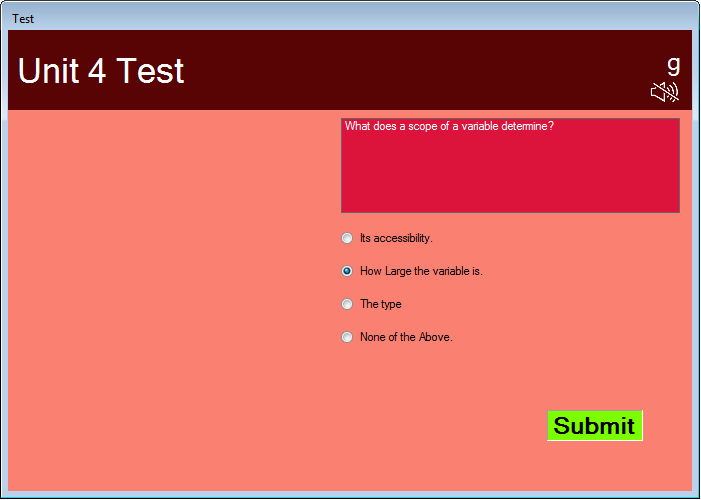 Test
Unit 4 Test
g
What does a scope of a variable determine?
Its accessibility.
How Large the variable is.
The type
None of the Above.
Submit